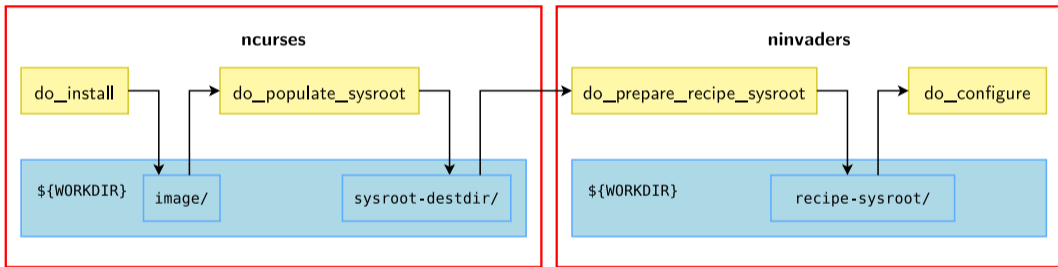 ncurses
do_install
do_populate_sysroot
${WORKDIR}
image/
sysroot-destdir/
ninvaders
do_prepare_recipe_sysroot
do_configure
${WORKDIR}
recipe-sysroot/